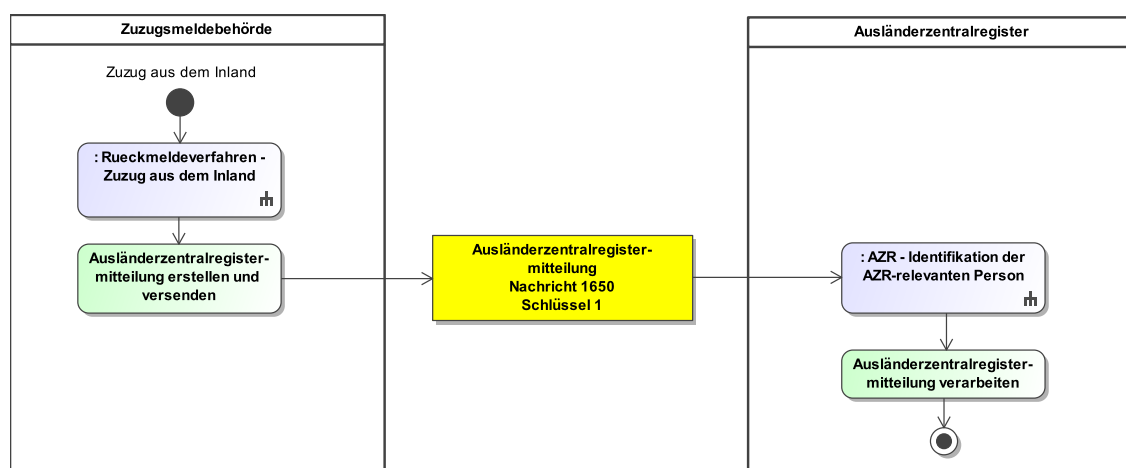 Zuzugsmeldebehörde
Zuzug aus dem Inland
: Rueckmeldeverfahren -
Zuzug aus dem Inland
Ausländerzentralregister-
mitteilung erstellen und
versenden
Ausländerzentralregister-
mitteilung
Nachricht 1650
Schlüssel 1
Ausländerzentralregister
: AZR - Identifikation der
AZR-relevanten Person
Ausländerzentralregister-
mitteilung verarbeiten